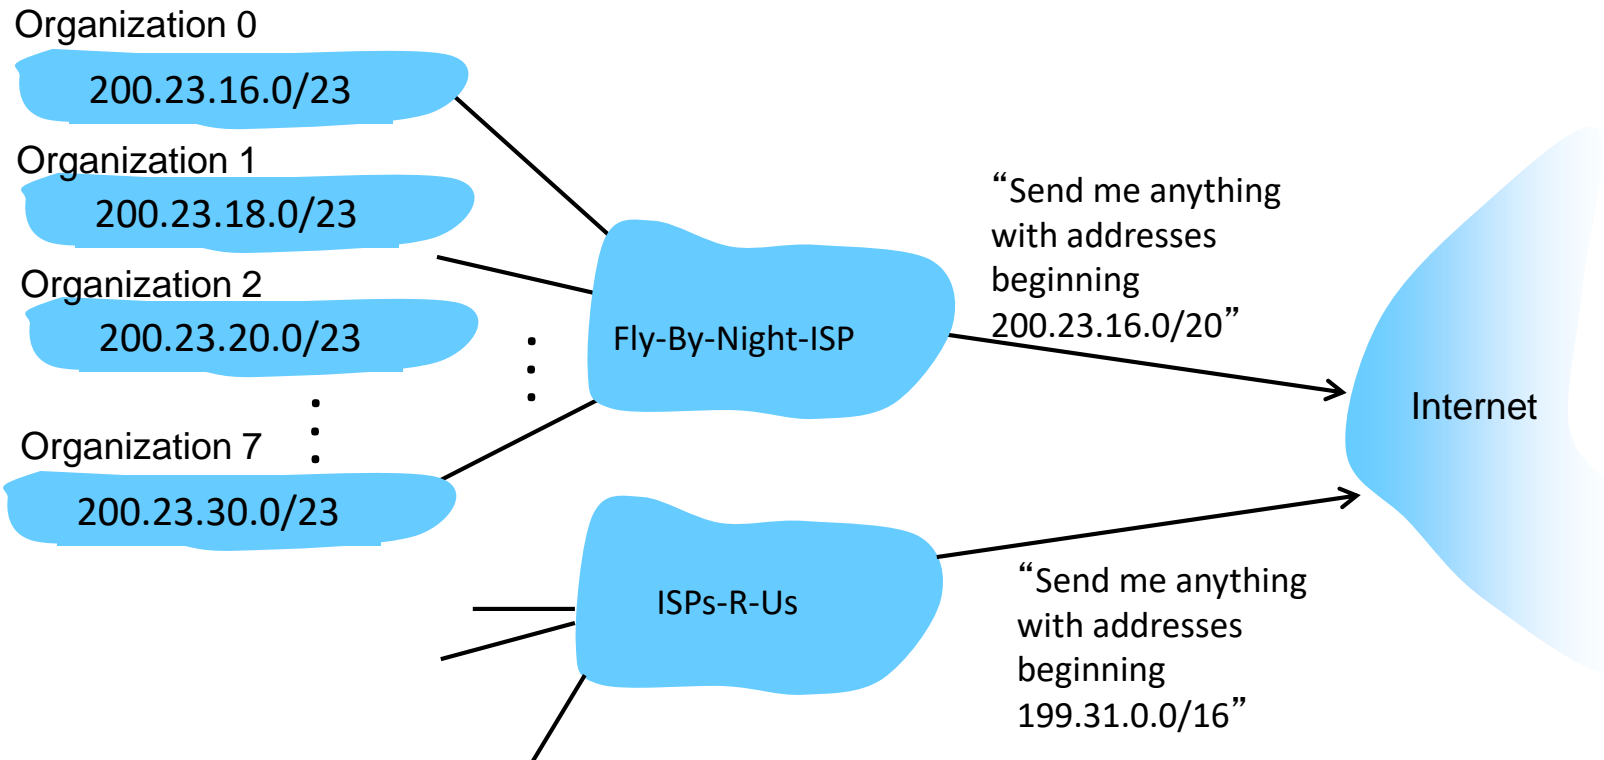 Organization 0
200.23.16.0/23
Organization 1
200.23.18.0/23
Organization 2
200.23.20.0/23
Organization 7
200.23.30.0/23
Fly-By-Night-ISP
“Send me anything
with addresses
beginning
200.23.16.0/20”
Internet
ISPs-R-Us
“Send me anything
with addresses
beginning
199.31.0.0/16”